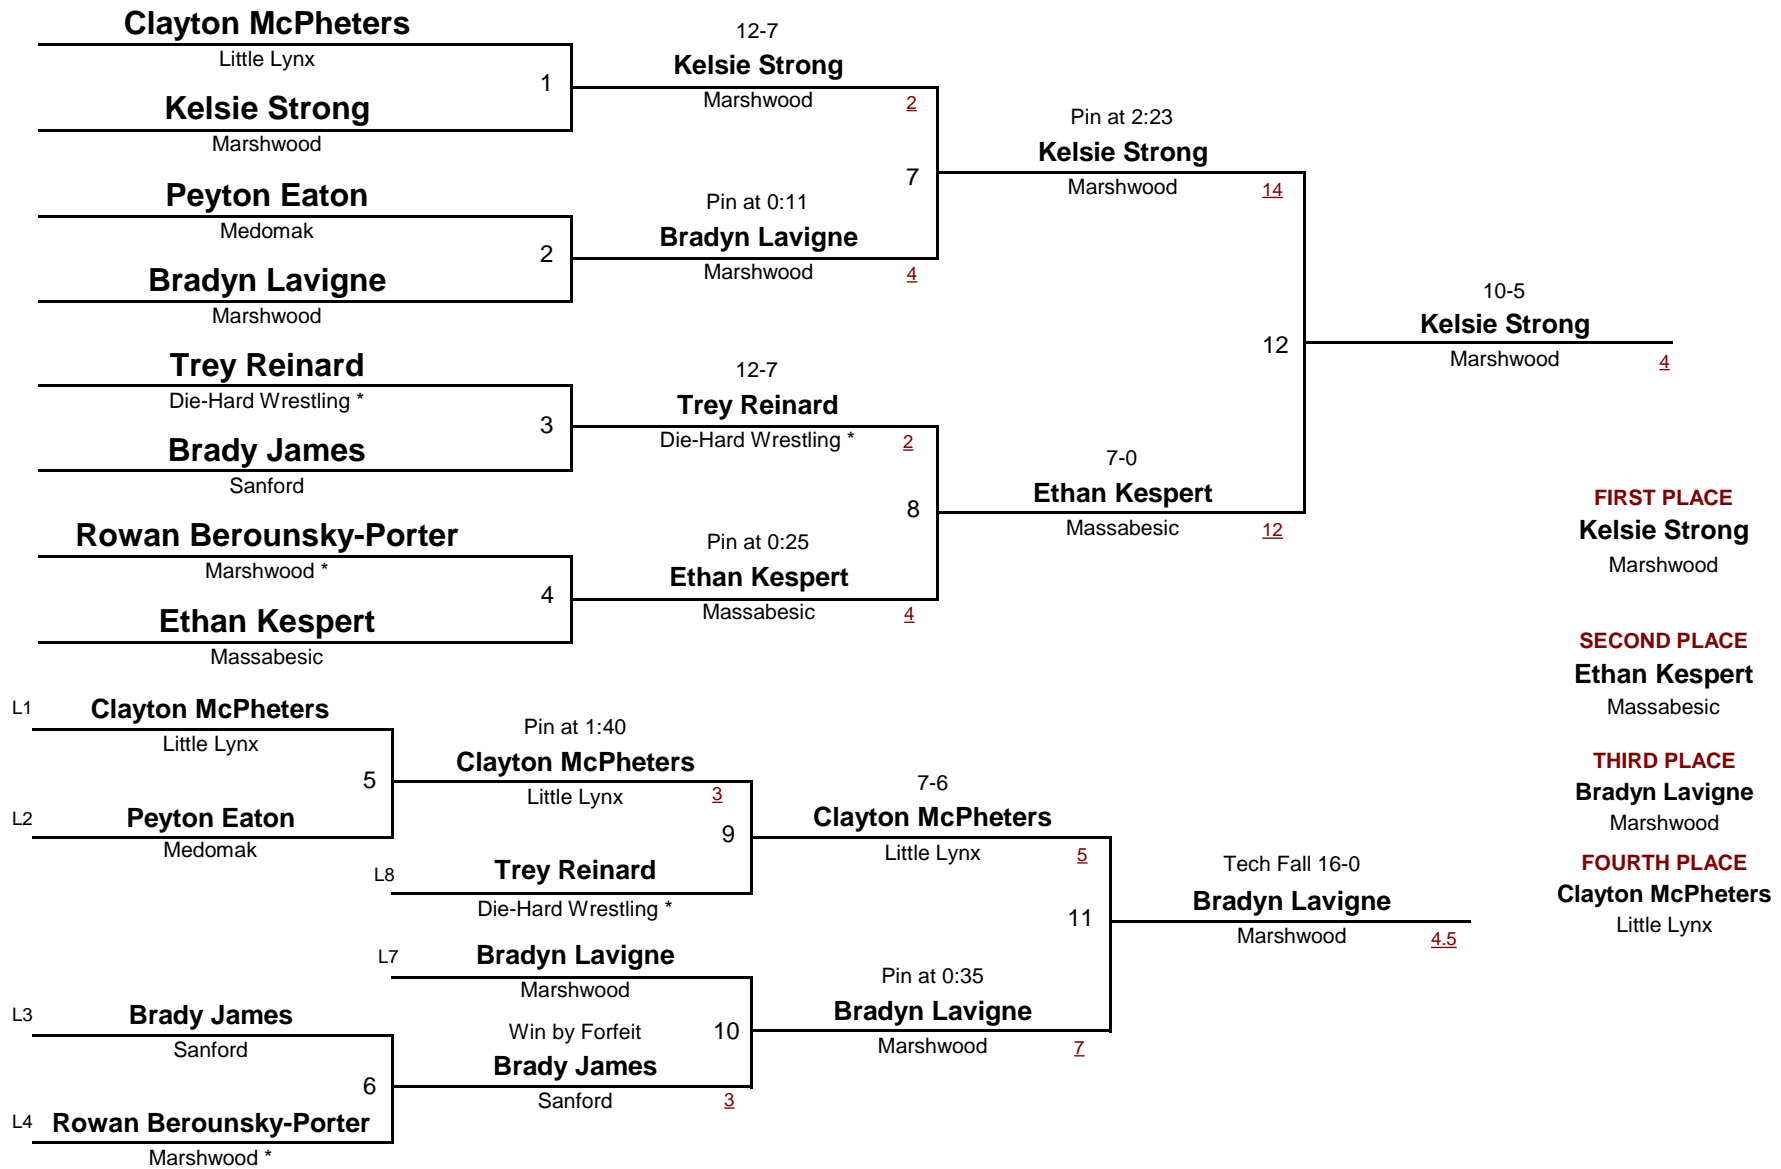 Clayton McPheters
Little Lynx
1
Kelsie Strong
Marshwood
Peyton Eaton
Medomak
2
Bradyn Lavigne
Marshwood
Trey Reinard
Die-Hard Wrestling *
3
Brady James
Sanford
Rowan Berounsky-Porter
Marshwood *
4
Ethan Kespert
Massabesic
12-7
Kelsie Strong
Marshwood
2
7
Pin at 0:11
Bradyn Lavigne
Marshwood
4
12-7
Trey Reinard
Die-Hard Wrestling *
2
8
Pin at 0:25
Ethan Kespert
Massabesic
4
Pin at 2:23
Kelsie Strong
Marshwood
14
12
7-0
Ethan Kespert
Massabesic
12
10-5
Kelsie Strong
Marshwood
4
FIRST PLACE
Kelsie Strong
Marshwood
SECOND PLACE
Ethan Kespert
Massabesic
THIRD PLACE
Bradyn Lavigne
Marshwood
FOURTH PLACE
Clayton McPheters
Little Lynx
L1
Clayton McPheters
Little Lynx
5
L2
Peyton Eaton
Medomak
L3
Brady James
Sanford
6
L4
Rowan Berounsky-Porter
Marshwood *
Pin at 1:40
Clayton McPheters
Little Lynx
3
9
L8
Trey Reinard
Die-Hard Wrestling *
L7
Bradyn Lavigne
Marshwood
Win by Forfeit
10
Brady James
Sanford
3
7-6
Clayton McPheters
Little Lynx
5
11
Pin at 0:35
Bradyn Lavigne
Marshwood
7
Tech Fall 16-0
Bradyn Lavigne
Marshwood
4.5